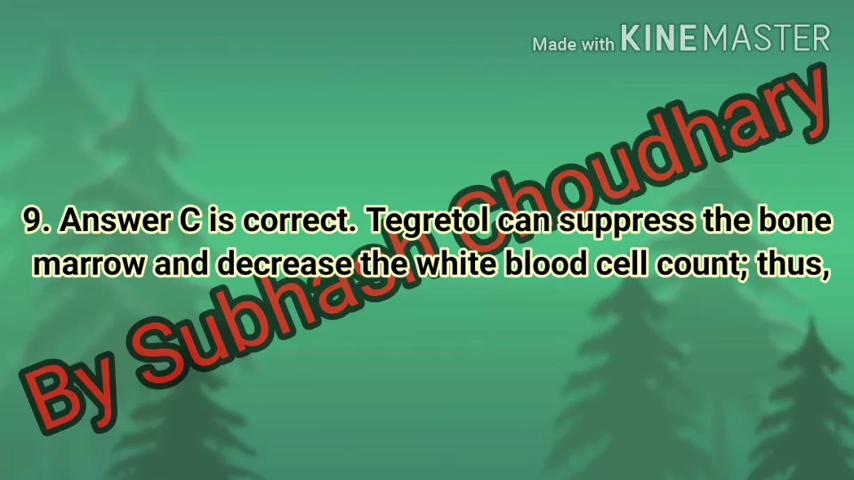 Made with KINEMASTER
By Subhash Choudhary
9. Answer C is correct. Tegretol can suppress the bone
marrow and decrease the white blood cell count; thus,